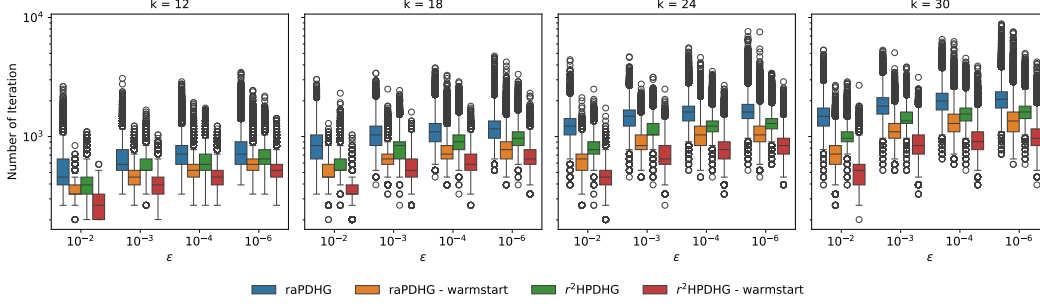 k = 12
k = 18
k = 24
k = 30
Number of Iteration
10⁴
10³
10⁻² 10⁻³ 10⁻⁴ 10⁻⁶
10⁻² 10⁻³ 10⁻⁴ 10⁻⁶
10⁻² 10⁻³ 10⁻⁴ 10⁻⁶
10⁻² 10⁻³ 10⁻⁴ 10⁻⁶
ε
ε
ε
ε
raPDHG
raPDHG - warmstart
r²HPDHG
r²HPDHG - warmstart